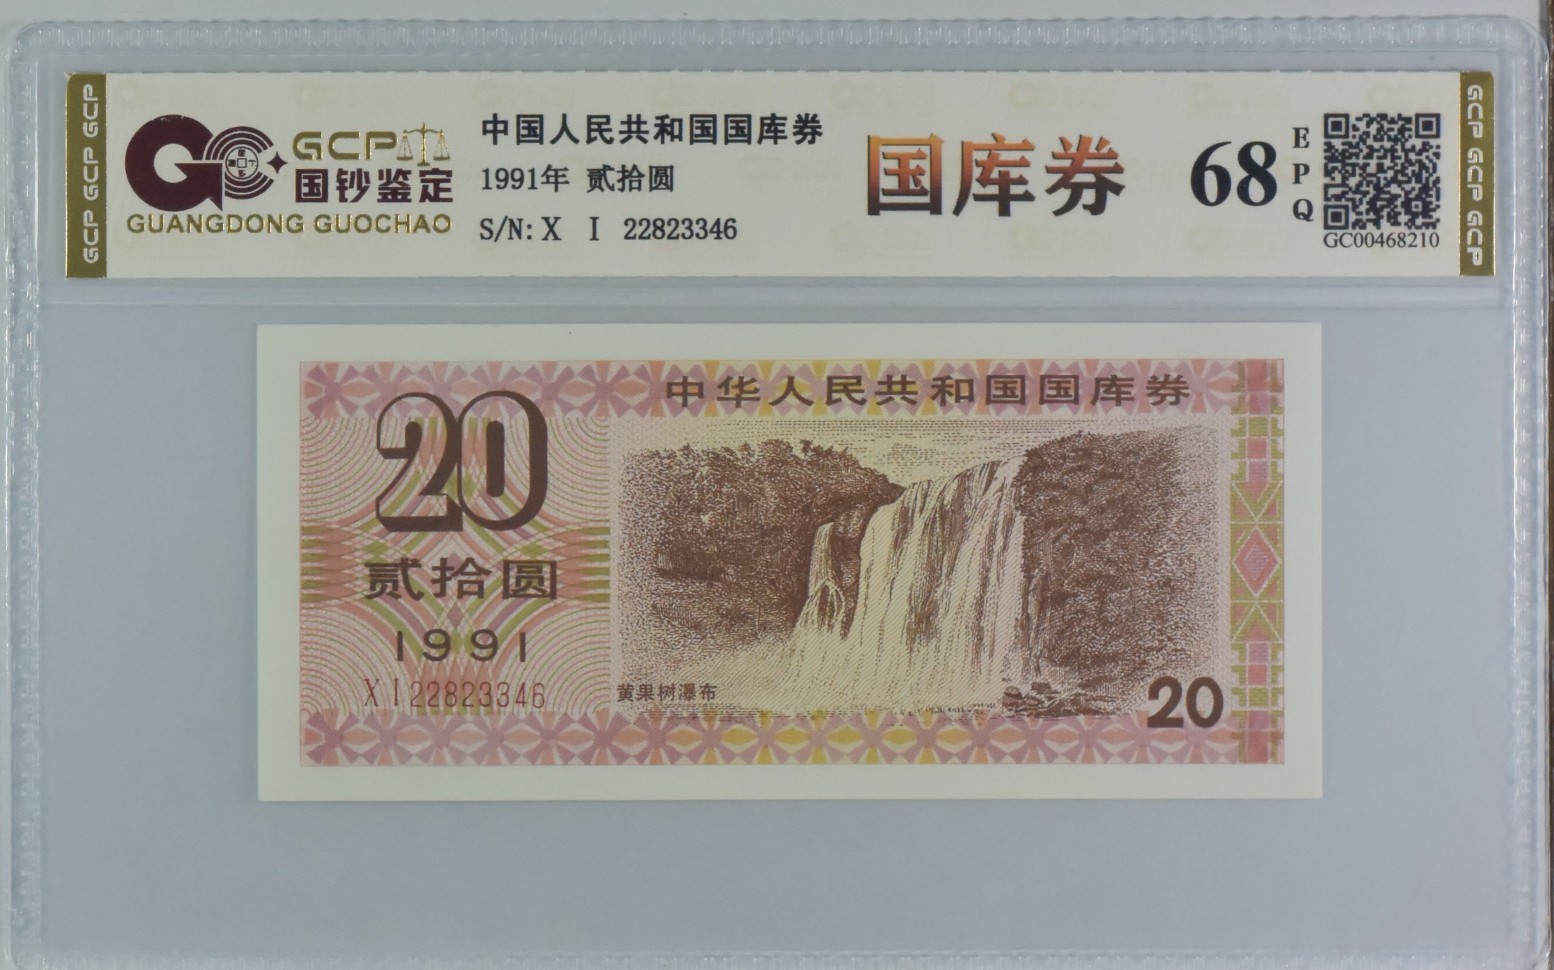 GCP GCP GCP
GCP
国钞鉴定
GUANGDONG GUOCHAO
中国人民共和国国库券
1991年 贰拾圆
S/N: X I 22823346
国库券
68
EPQ
GC00468210
GCP GCP GCP
中华人民共和国国库券
20
贰拾圆
1991
X I 22823346
黄果树瀑布
20